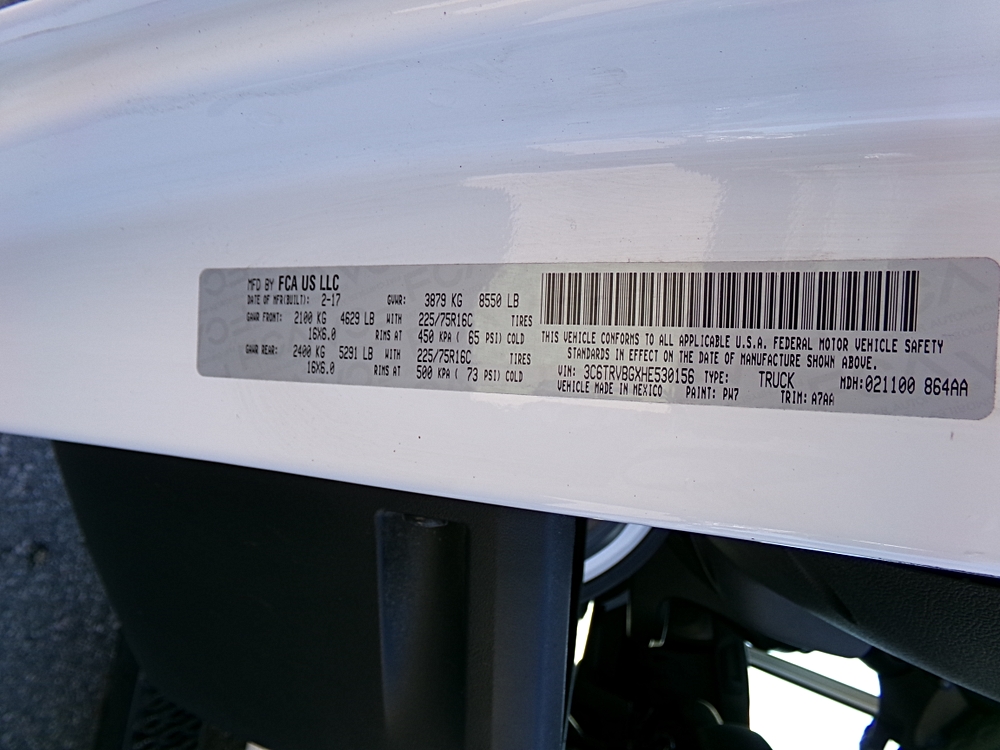 MFD BY FCA US LLC
DATE OF MFR(BUILT): 2-17 GVWR: 3879 KG 8550 LB
GAWR FRONT: 2100 KG 4629 LB WITH 225/75R16C TIRES
16X6.0 RIMS AT 450 KPA ( 65 PSI) COLD
GAWR REAR: 2400 KG 5291 LB WITH 225/75R16C TIRES
16X6.0 RIMS AT 500 KPA ( 73 PSI) COLD
THIS VEHICLE CONFORMS TO ALL APPLICABLE U.S.A. FEDERAL MOTOR VEHICLE SAFETY
STANDARDS IN EFFECT ON THE DATE OF MANUFACTURE SHOWN ABOVE.
VIN: 3C6TRVBGXHE530156 TYPE: TRUCK MDH:021100 864AA
VEHICLE MADE IN MEXICO PAINT: PW7 TRIM: A7AA